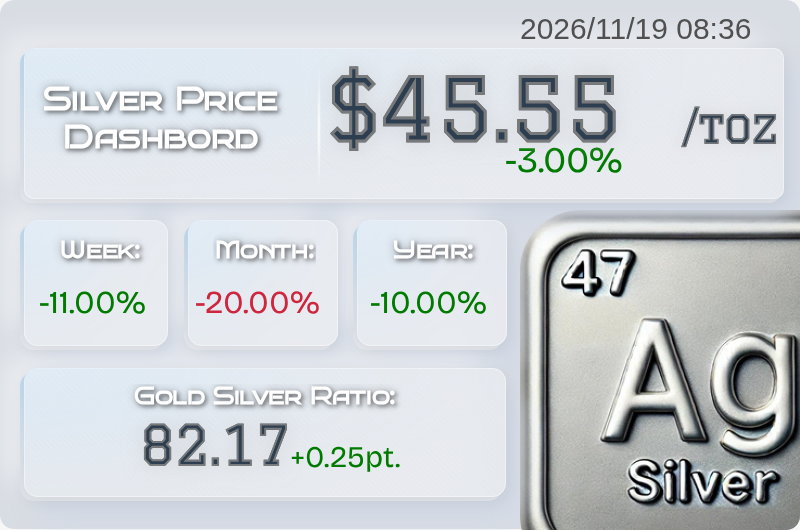 2026/11/19 08:36
Silver Price
Dashbord
$45.55
/TOZ
-3.00%
Week:
Month:
Year:
-11.00%
-20.00%
-10.00%
Gold Silver Ratio:
82.17
+0.25pt.
47
Ag
Silver